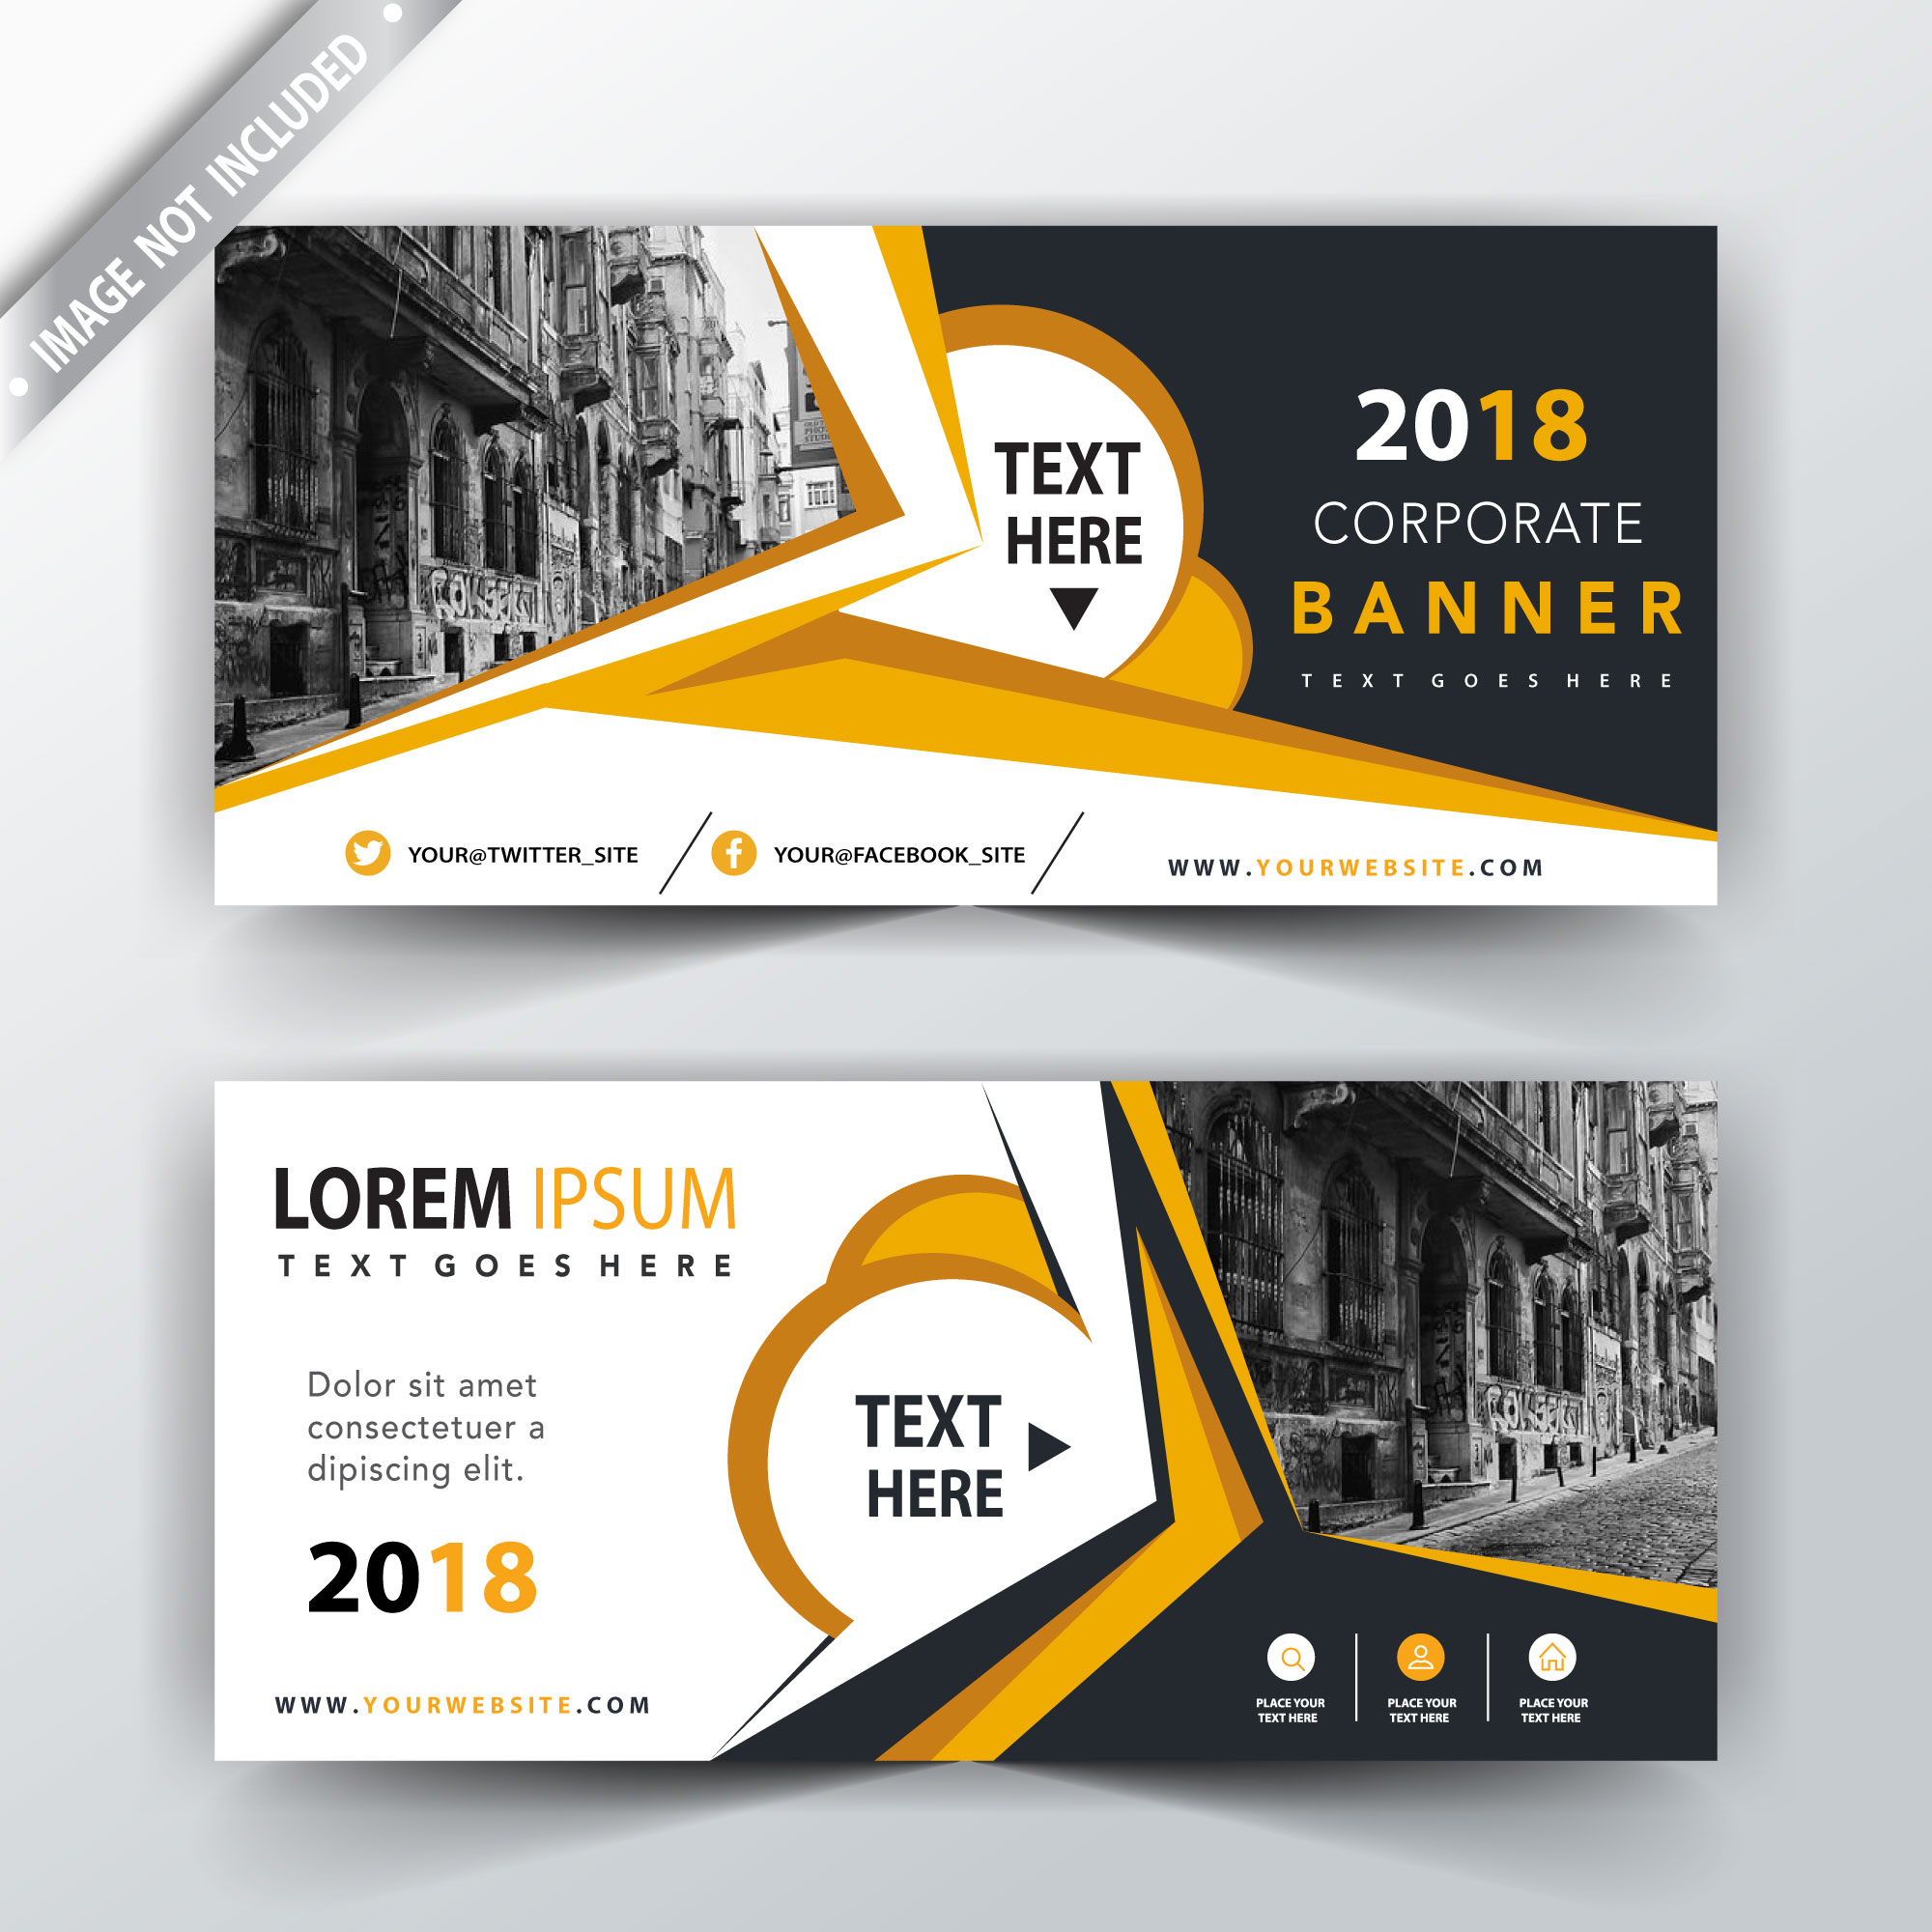 IMAGE NOT INCLUDED
TEXT
HERE
2018
CORPORATE
BANNER
TEXT GOES HERE
YOUR@TWITTER_SITE
YOUR@FACEBOOK_SITE
WWW.YOURWEBSITE.COM
LOREM IPSUM
TEXT GOES HERE
Dolor sit amet
consectetuer a
dipiscing elit.
2018
WWW.YOURWEBSITE.COM
TEXT
HERE
PLACE YOUR
TEXT HERE
PLACE YOUR
TEXT HERE
PLACE YOUR
TEXT HERE